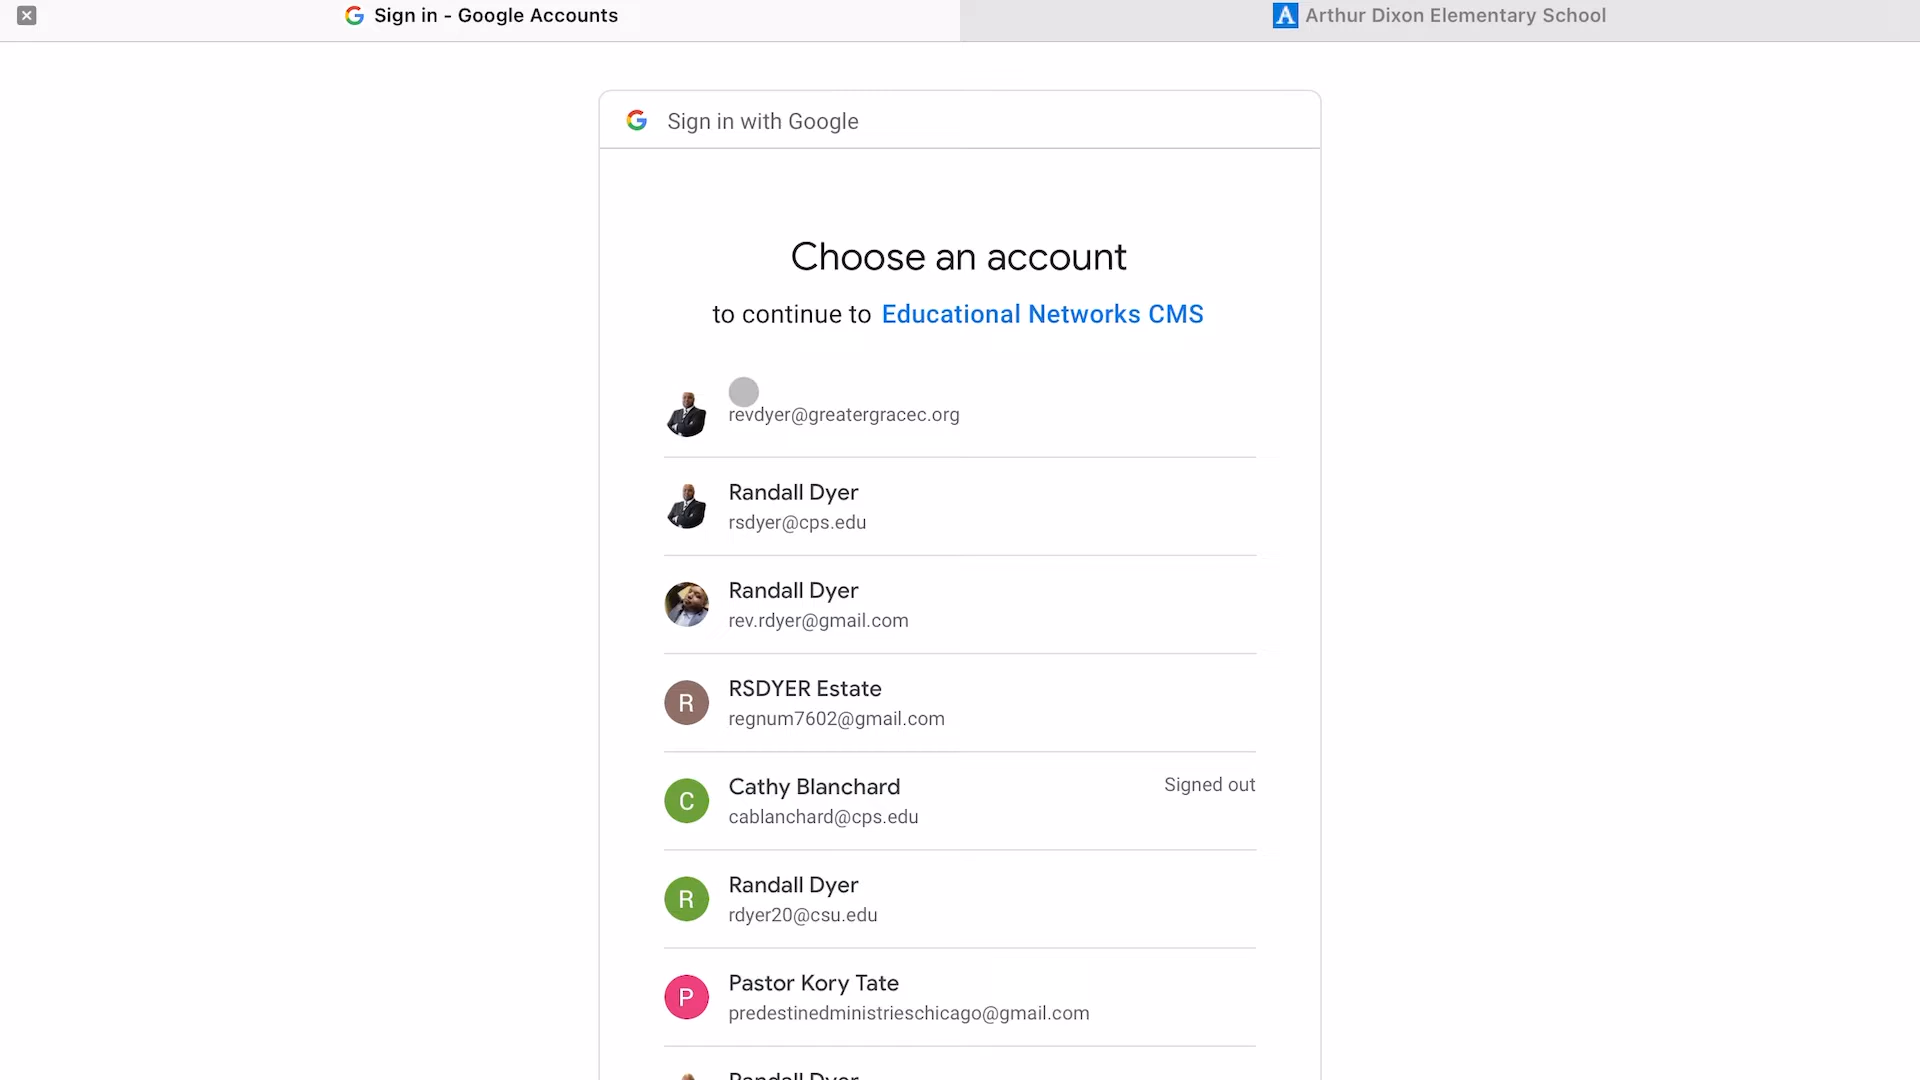 Sign in - Google Accounts
Arthur Dixon Elementary School
Sign in with Google
Choose an account
to continue to Educational Networks CMS
revdyer@greatergracec.org
Randall Dyer
rsdyer@cps.edu
Randall Dyer
rev.rdyer@gmail.com
R
RSDYER Estate
regnum7602@gmail.com
C
Cathy Blanchard
Signed out
cablanchard@cps.edu
R
Randall Dyer
rdyer20@csu.edu
P
Pastor Kory Tate
predestinedministrieschicago@gmail.com
Randall Dyer